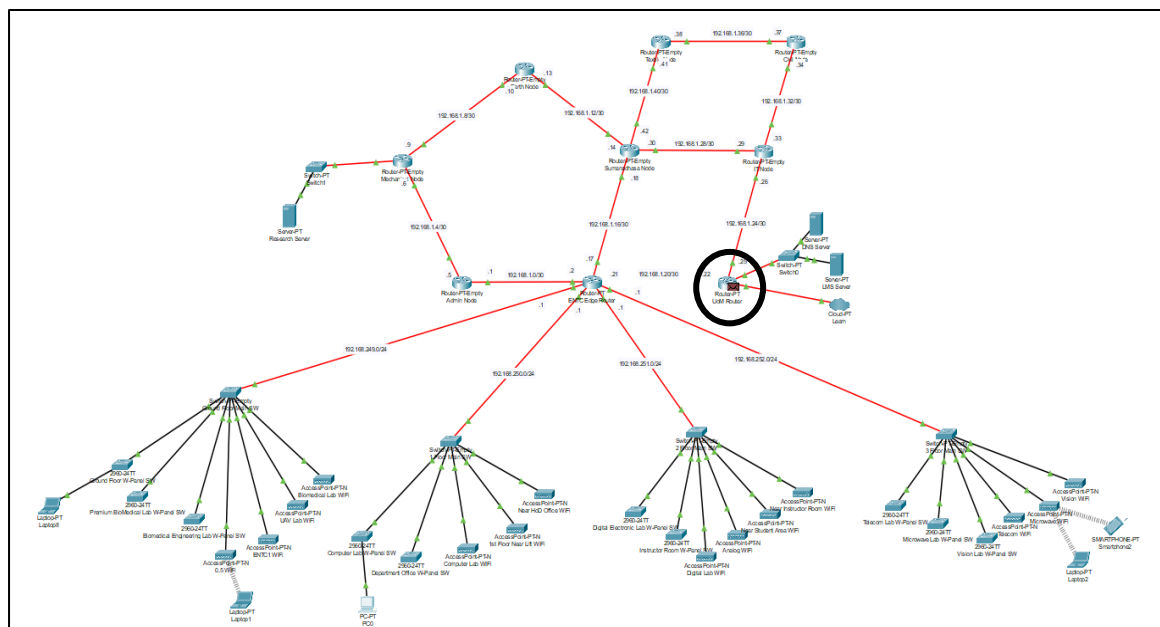 .38
192.168.1.36/30
.37
Router-PT-Empty
Router-PT-Empty
.41
.34
.13
Router-PT-Empty
.10
192.168.1.8/30
192.168.1.12/30
192.168.1.40/30
192.168.1.32/30
.9
.42
.33
.14
.30
192.168.1.28/30
.29
Router-PT-Empty
Router-PT-Empty
Router-PT-Empty
Sumanadhasa Node
IT Node
.6
.18
.26
Switch-PT
Switch1
Server-PT
Research Server
192.168.1.4/30
192.168.1.16/30
192.168.1.24/30
Server-PT
DNS Server
.17
Switch-PT
Switch0
Server-PT
LMS Server
.5
.1
192.168.1.0/30
.2
.21
192.168.1.20/30
.22
Router-PT-Empty
Admin Node
Router-PT
ENTC Edge Router
Router-PT
UoM Router
.1
.1
.1
.1
Cloud-PT
Learn
192.168.249.0/24
192.168.250.0/24
192.168.251.0/24
192.168.252.0/24
2960-24TT
Ground Floor W-Panel SW
2960-24TT
Premium BioMedical Lab W-Panel SW
2960-24TT
Biomedical Engineering Lab W-Panel SW
AccessPoint-PT-N
0.5 WiFi
AccessPoint-PT-N
ENTC1 WiFi
AccessPoint-PT-N
UAV Lab WiFi
AccessPoint-PT-N
Biomedical Lab WiFi
Laptop-PT
Laptop0
Laptop-PT
Laptop1
2960-24TT
Computer Lab W-Panel SW
2960-24TT
Department Office W-Panel SW
AccessPoint-PT-N
Computer Lab WiFi
AccessPoint-PT-N
1st Floor Near Lift WiFi
AccessPoint-PT-N
Near HoD Office WiFi
PC-PT
PC0
2960-24TT
Digital Electronic Lab W-Panel SW
2960-24TT
Instructor Room W-Panel SW
AccessPoint-PT-N
Digital Lab WiFi
AccessPoint-PT-N
Analog WiFi
AccessPoint-PT-N
Near Student Area WiFi
AccessPoint-PT-N
Near Instructor Room WiFi
2960-24TT
Telecom Lab W-Panel SW
2960-24TT
Microwave Lab W-Panel SW
2960-24TT
Vision Lab W-Panel SW
AccessPoint-PT-N
Telecom WiFi
AccessPoint-PT-N
Microwave WiFi
AccessPoint-PT-N
Vision WiFi
SMARTPHONE-PT
Smartphone2
Laptop-PT
Laptop2